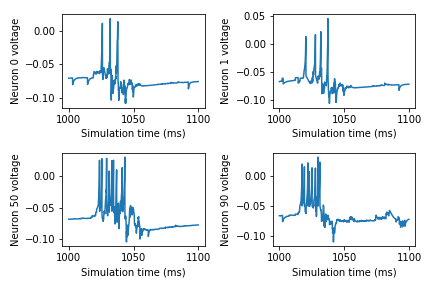 Neuron 0 voltage
0.00
−0.05
−0.10
1000 1050 1100
Simulation time (ms)
Neuron 1 voltage
0.05
0.00
−0.05
−0.10
1000 1050 1100
Simulation time (ms)
Neuron 50 voltage
0.00
−0.05
−0.10
1000 1050 1100
Simulation time (ms)
Neuron 90 voltage
0.00
−0.05
−0.10
1000 1050 1100
Simulation time (ms)